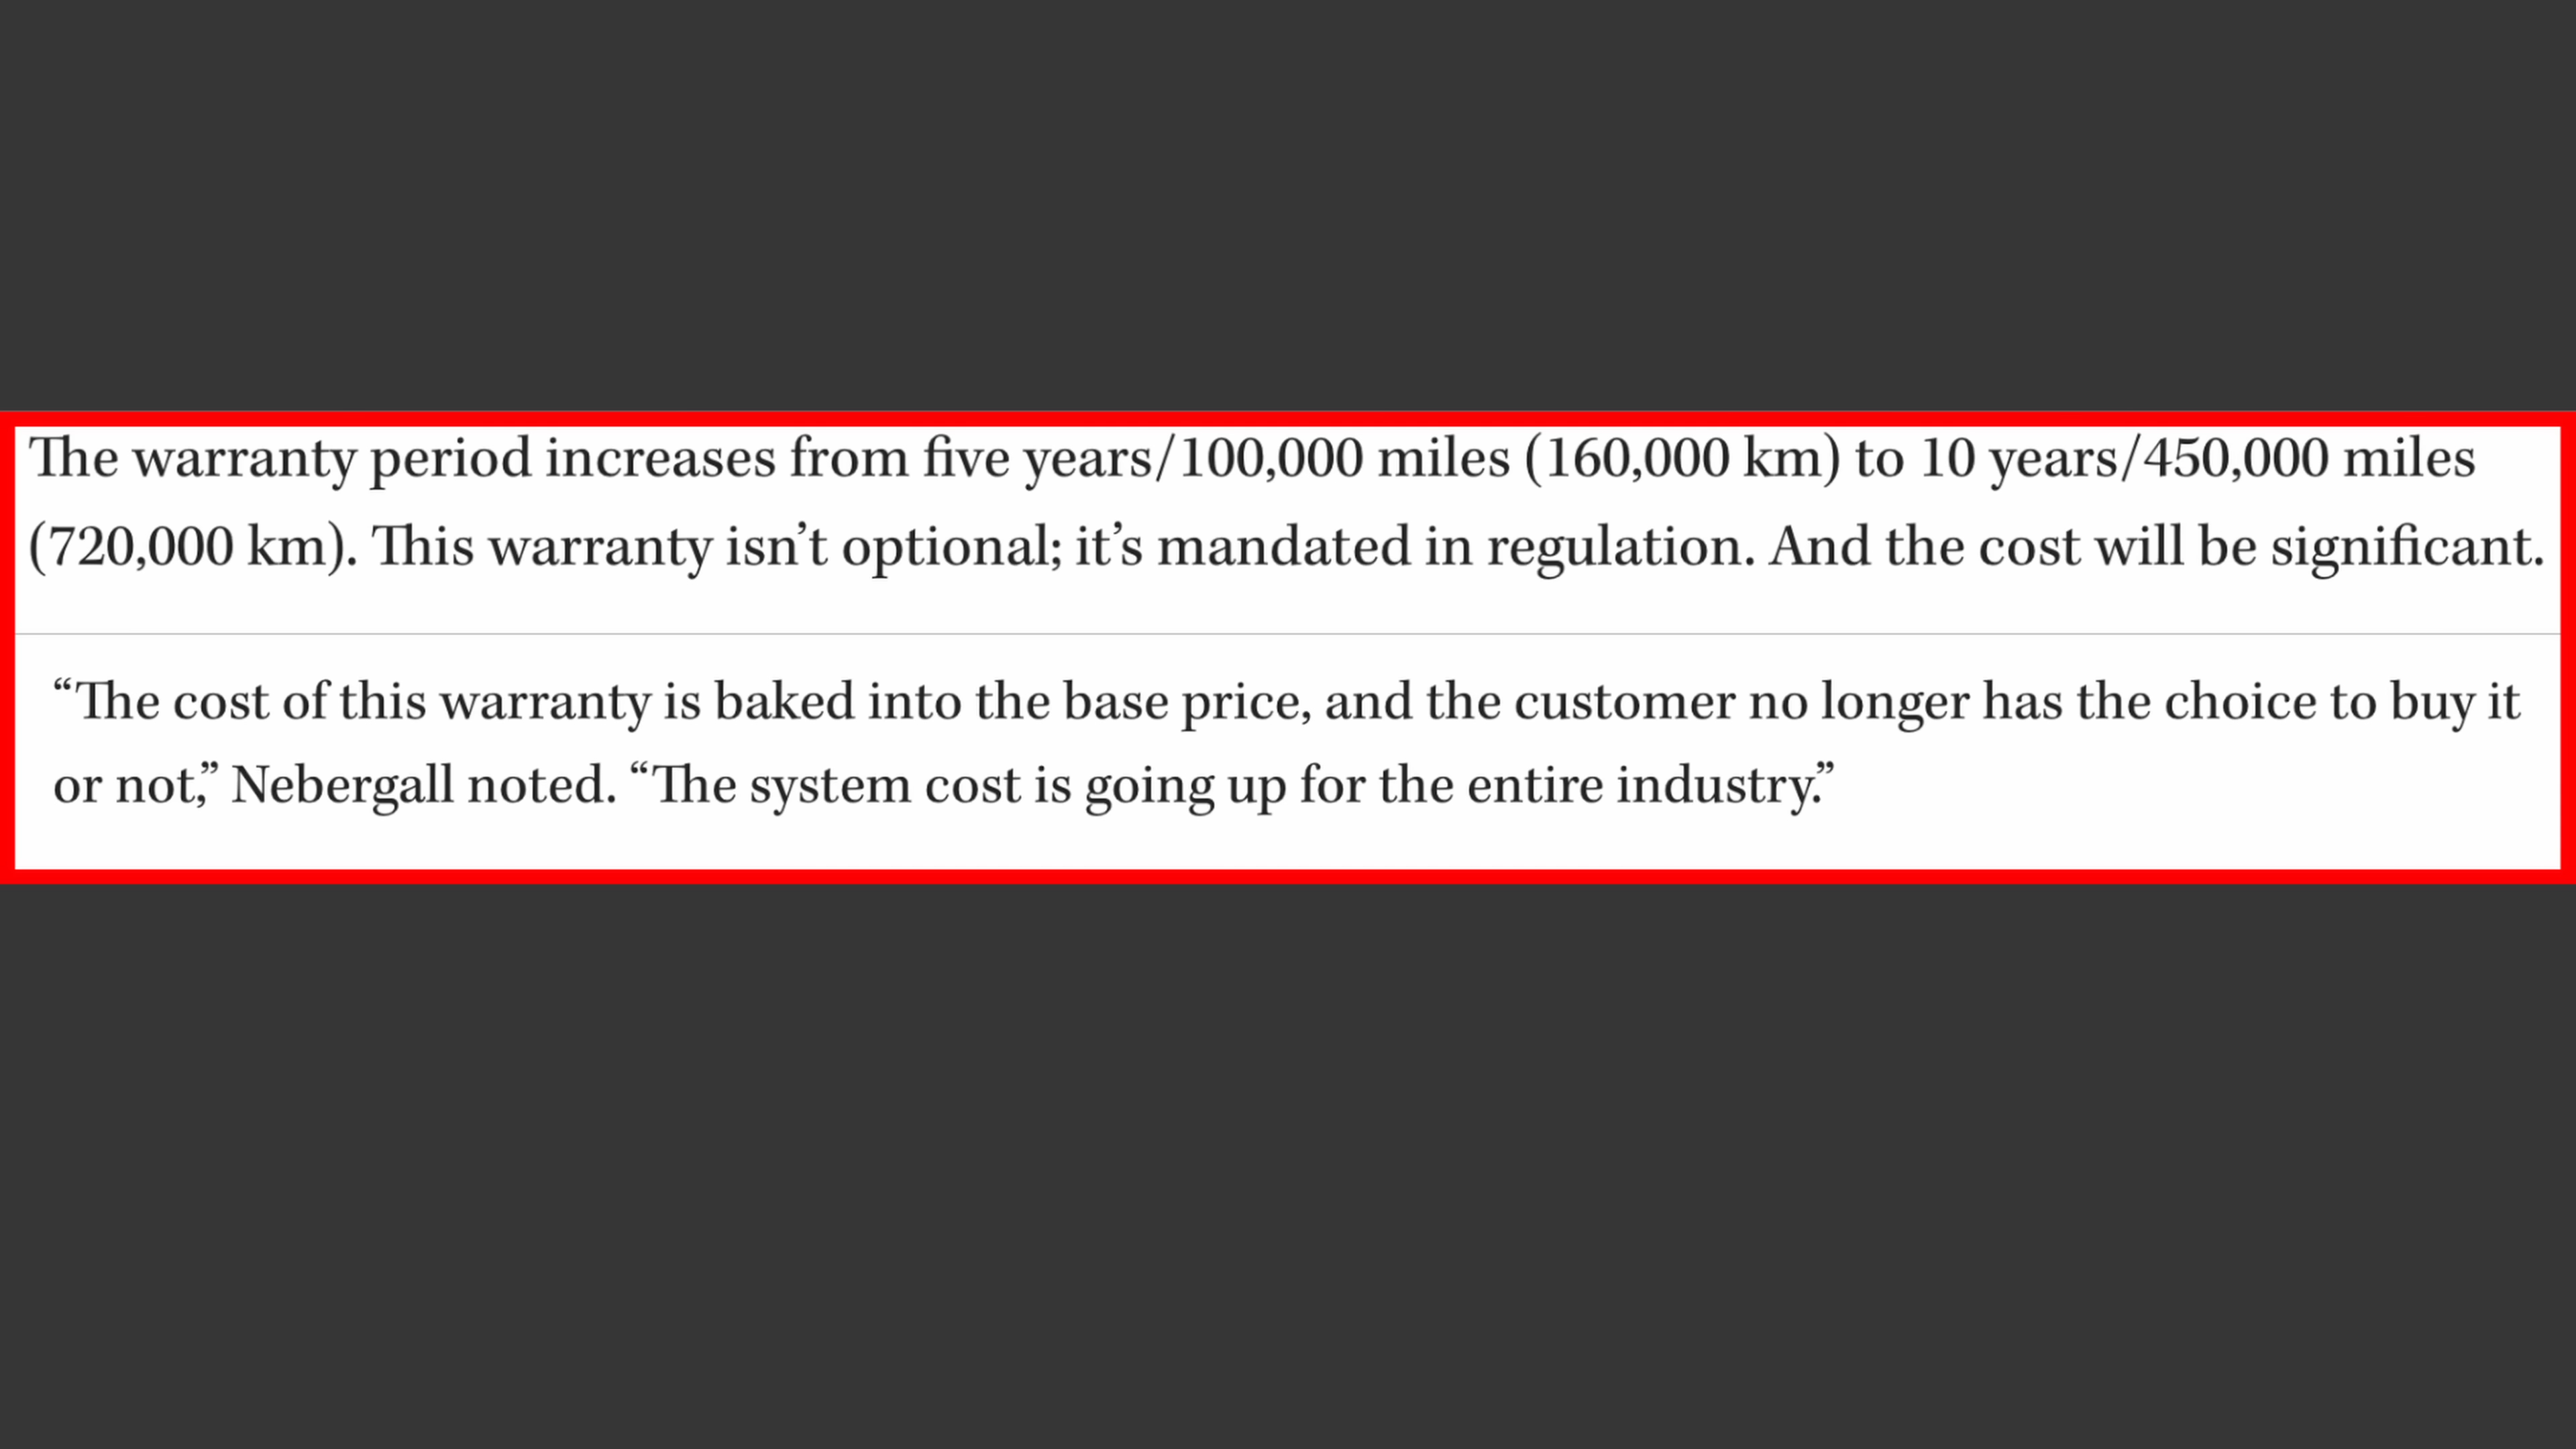 The warranty period increases from five years/100,000 miles (160,000 km) to 10 years/450,000 miles
(720,000 km). This warranty isn’t optional; it’s mandated in regulation. And the cost will be significant.
“The cost of this warranty is baked into the base price, and the customer no longer has the choice to buy it
or not,” Nebergall noted. “The system cost is going up for the entire industry.”